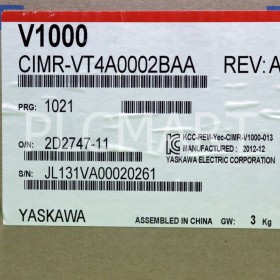 V1000
CIMR-VT4A0002BAA REV: A
PRG: 1021
KCC-REM-Yec-CIMR-V1000-013
MANUFACTURED : 2012-12
YASKAWA ELECTRIC CORPORATION
O/N: 2D2747-11
S/N: JL131VA00020261
YASKAWA
ASSEMBLED IN CHINA GW: 3 Kg